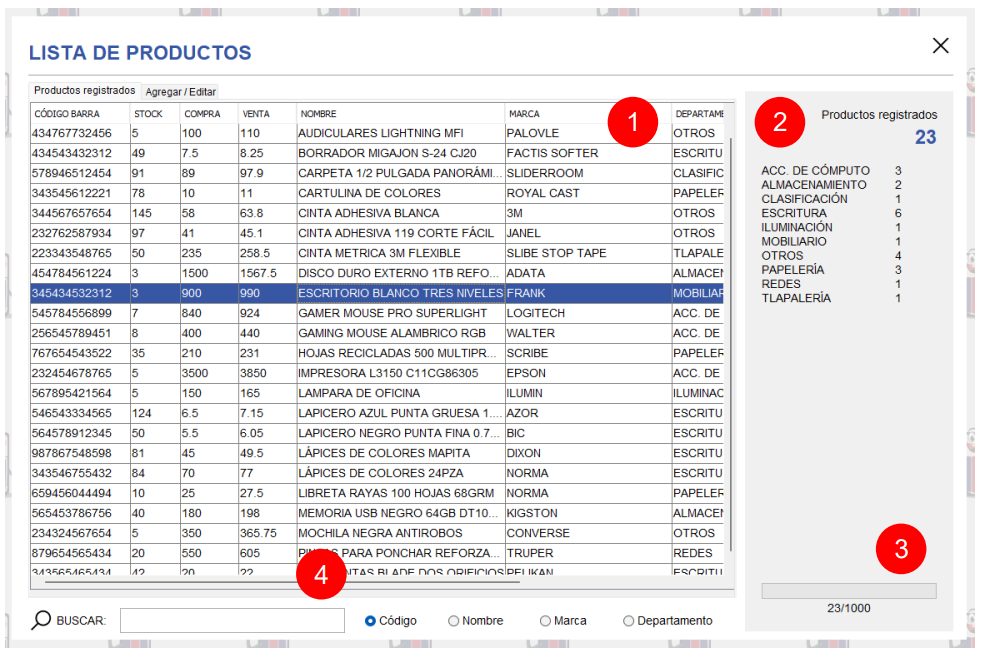 LISTA DE PRODUCTOS
Productos registrados Agregar / Editar
CÓDIGO BARRA STOCK COMPRA VENTA NOMBRE MARCA DEPARTAME
434767732456 5 100 110 AUDICULARES LIGHTNING MFI PALOVLE OTROS
434543432312 49 7.5 8.25 BORRADOR MIGAJON S-24 CJ20 FACTIS SOFTER ESCRITU
578946512454 91 89 97.9 CARPETA 1/2 PULGADA PANORÁMI... SLIDERROOM CLASIFIC
343545612221 78 10 11 CARTULINA DE COLORES ROYAL CAST PAPELER
344567657654 145 58 63.8 CINTA ADHESIVA BLANCA 3M OTROS
232762587934 97 41 45.1 CINTA ADHESIVA 119 CORTE FÁCIL JANEL OTROS
223343548765 50 235 258.5 CINTA METRICA 3M FLEXIBLE SLIBE STOP TAPE TLAPALE
454784561224 3 1500 1567.5 DISCO DURO EXTERNO 1TB REFO... ADATA ALMACEN
345434532312 3 900 990 ESCRITORIO BLANCO TRES NIVELES FRANK MOBILIAR
545784556899 7 840 924 GAMER MOUSE PRO SUPERLIGHT LOGITECH ACC. DE
256545789451 8 400 440 GAMING MOUSE ALAMBRICO RGB WALTER ACC. DE
767654543522 35 210 231 HOJAS RECICLADAS 500 MULTIPR... SCRIBE PAPELER
232454678765 5 3500 3850 IMPRESORA L3150 C11CG86305 EPSON ACC. DE
567895421564 5 150 165 LAMPARA DE OFICINA ILUMIN ILUMINAC
546543334565 124 6.5 7.15 LAPICERO AZUL PUNTA GRUESA 1.... AZOR ESCRITU
564578912345 50 5.5 6.05 LAPICERO NEGRO PUNTA FINA 0.7... BIC ESCRITU
987867548598 81 45 49.5 LÁPICES DE COLORES MAPITA DIXON ESCRITU
343546755432 84 70 77 LÁPICES DE COLORES 24PZA NORMA ESCRITU
659456044494 10 25 27.5 LIBRETA RAYAS 100 HOJAS 68GRM NORMA PAPELER
565453786756 40 180 198 MEMORIA USB NEGRO 64GB DT10... KIGSTON ALMACEN
234324567654 5 350 365.75 MOCHILA NEGRA ANTIROBOS CONVERSE OTROS
879654565434 20 550 605 PARA PONCHAR REFORZA... TRUPER REDES
343565465434 42 20 22 BLADE DOS ORIFICIOS PELIKAN ESCRITU
BUSCAR: Código Nombre Marca Departamento
1
2
Productos registrados
23
ACC. DE CÓMPUTO 3
ALMACENAMIENTO 2
CLASIFICACIÓN 1
ESCRITURA 6
ILUMINACIÓN 1
MOBILIARIO 1
OTROS 4
PAPELERÍA 3
REDES 1
TLAPALERÍA 1
3
4
23/1000